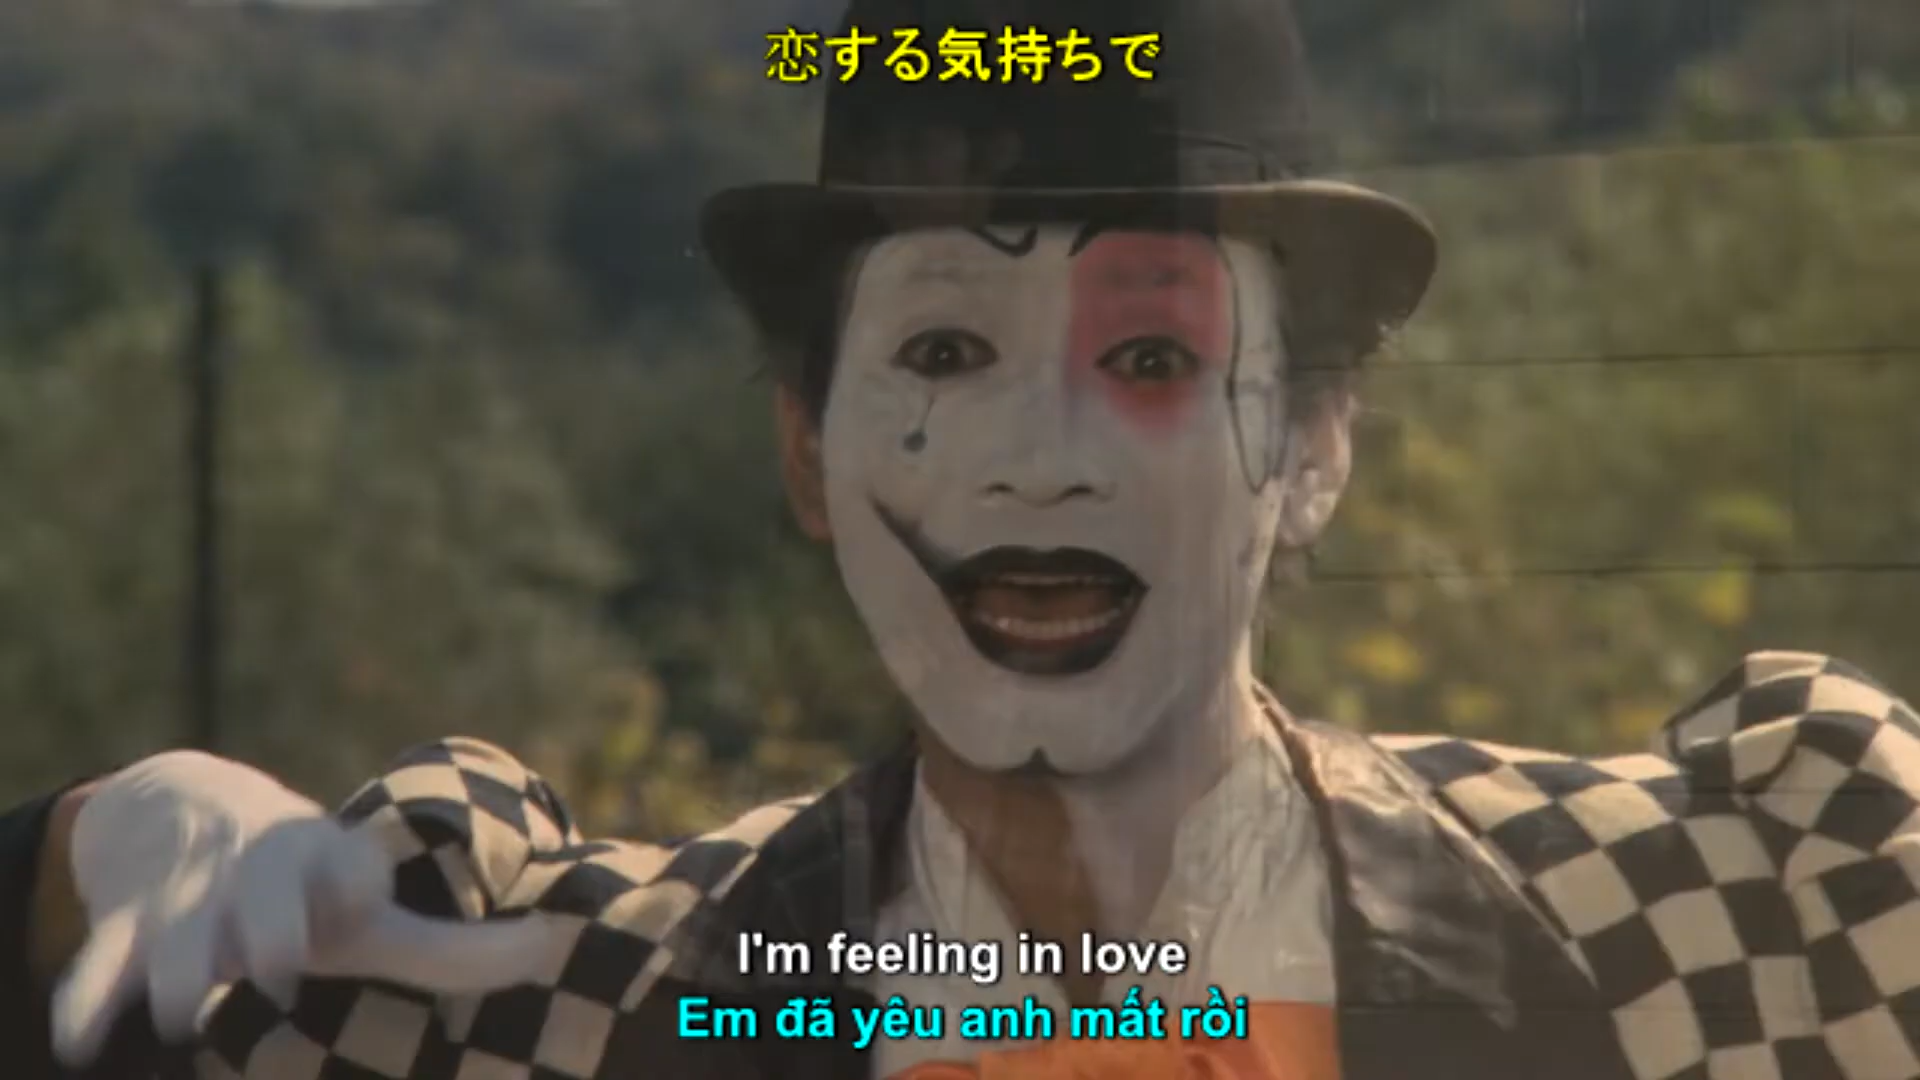 恋する気持ちで
I'm feeling in love
Em đã yêu anh mất rồi